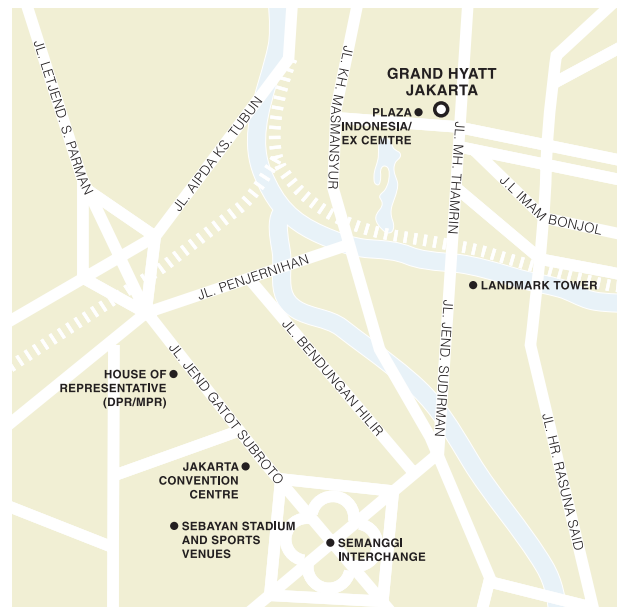 JL. LETJEND. S. PARMAN
JL. AIPDA KS. TUBUN
JL. KH. MASMANSYUR
GRAND HYATT
JAKARTA
PLAZA
INDONESIA/
EX CEMTRE
JL. MH. THAMRIN
J.L IMAM BONJOL
JL. PENJERNIHAN
LANDMARK TOWER
JL. JEND. SUDIRMAN
JL. BENDUNGAN HILIR
HOUSE OF
REPRESENTATIVE
(DPR/MPR)
JL. JEND GATOT SUBROTO
JL. HR. RASUNA SAID
JAKARTA
CONVENTION
CENTRE
SEBAYAN STADIUM
AND SPORTS
VENUES
SEMANGGI
INTERCHANGE